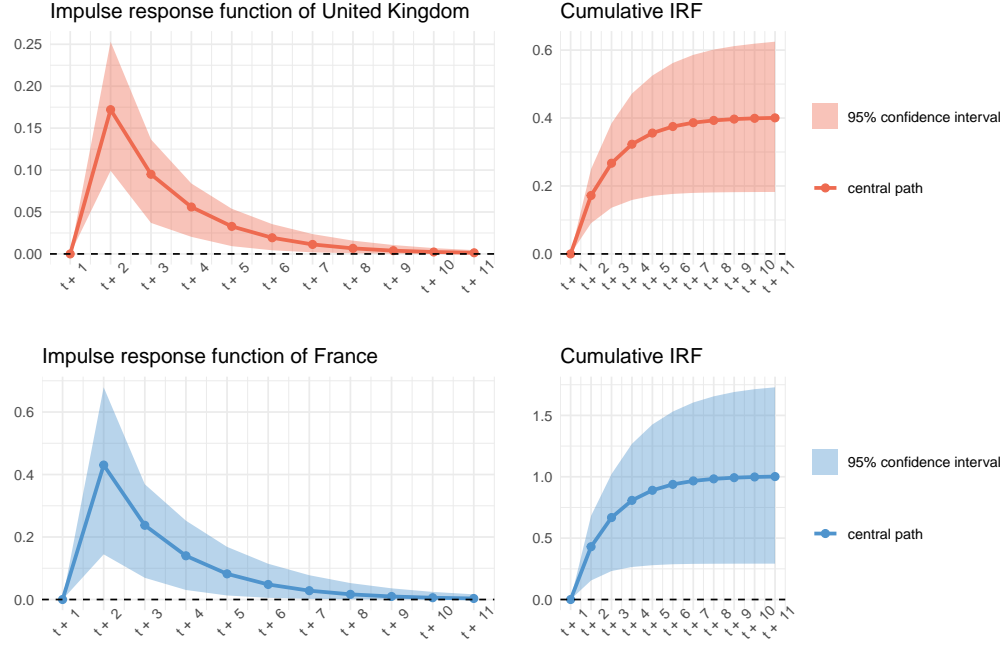 Impulse response function of United Kingdom
0.25
0.20
0.15
0.10
0.05
0.00
t + 1
t + 2
t + 3
t + 4
t + 5
t + 6
t + 7
t + 8
t + 9
t + 10
t + 11
Cumulative IRF
0.6
0.4
0.2
0.0
t + 1
t + 2
t + 3
t + 4
t + 5
t + 6
t + 7
t + 8
t + 9
t + 10
t + 11
95% confidence interval
central path
Impulse response function of France
0.6
0.4
0.2
0.0
t + 1
t + 2
t + 3
t + 4
t + 5
t + 6
t + 7
t + 8
t + 9
t + 10
t + 11
Cumulative IRF
1.5
1.0
0.5
0.0
t + 1
t + 2
t + 3
t + 4
t + 5
t + 6
t + 7
t + 8
t + 9
t + 10
t + 11
95% confidence interval
central path